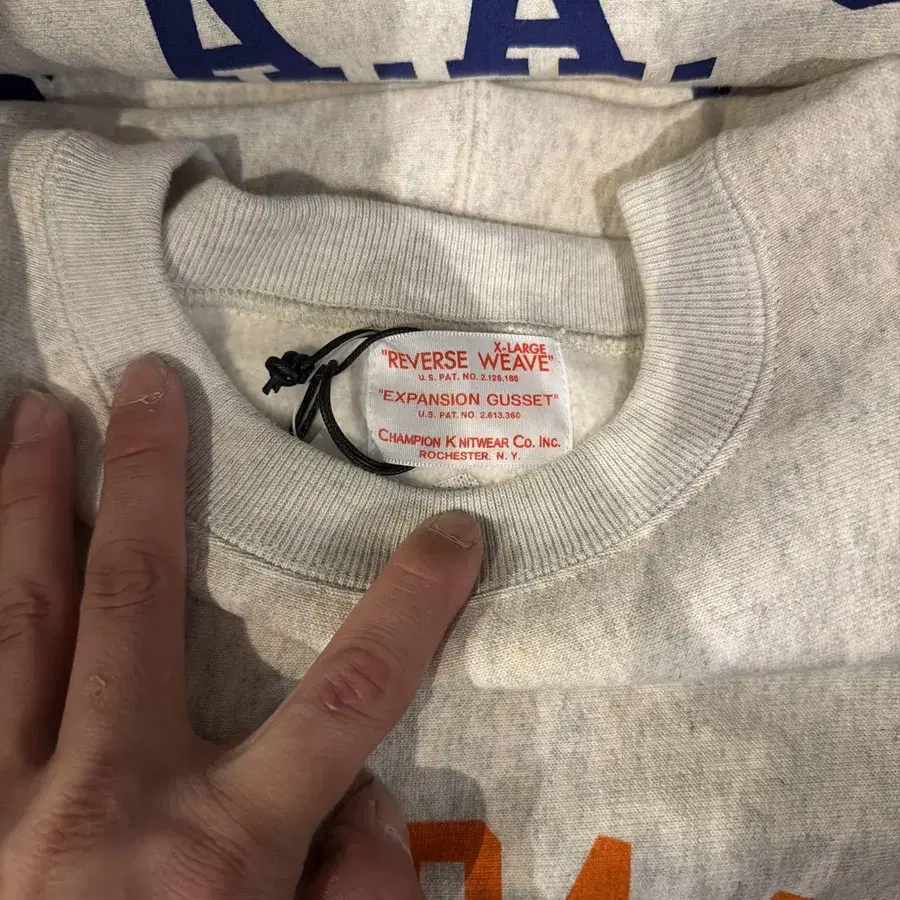 K.A.
X-LARGE
"REVERSE WEAVE"
U.S. PAT. NO. 2.126.186
"EXPANSION GUSSET"
U.S. PAT. NO. 2.613.360
CHAMPION KNITWEAR CO. INC.
ROCHESTER. N. Y.